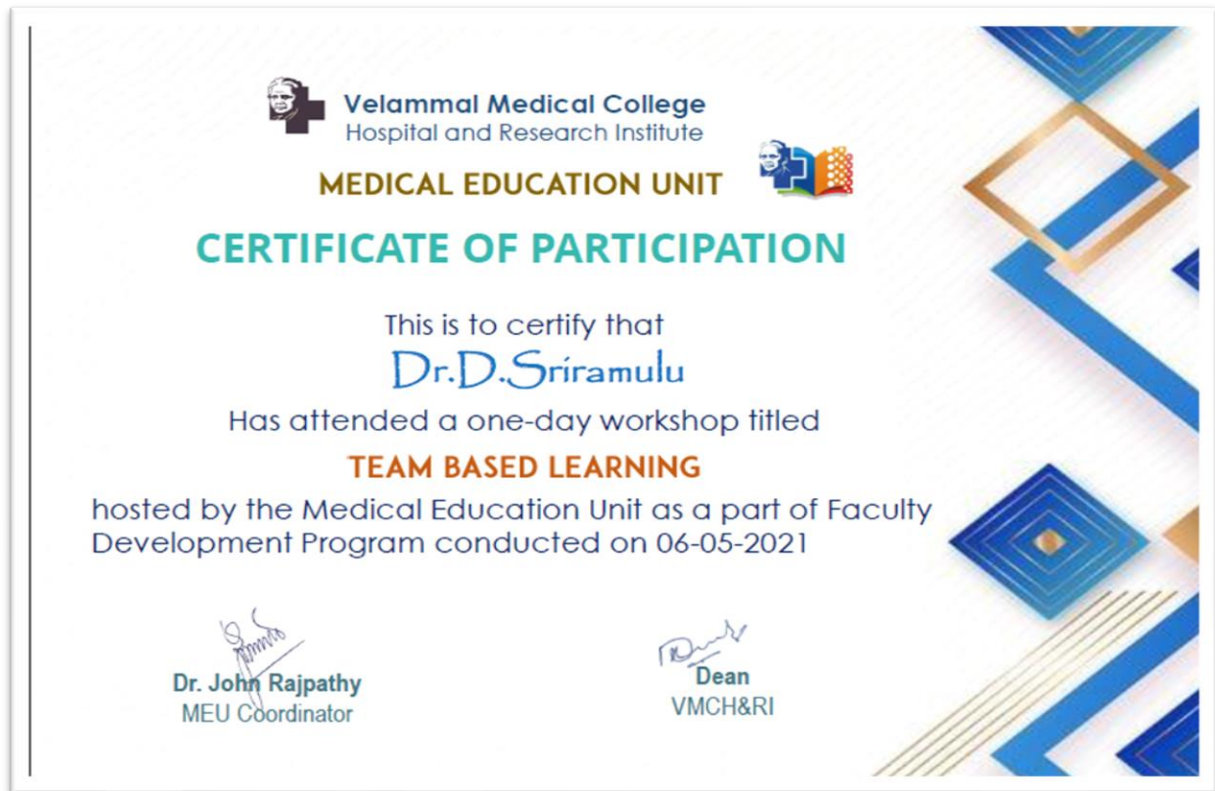 Velammal Medical College
Hospital and Research Institute
MEDICAL EDUCATION UNIT
CERTIFICATE OF PARTICIPATION
This is to certify that
Dr.D.Sriramulu
Has attended a one-day workshop titled
TEAM BASED LEARNING
hosted by the Medical Education Unit as a part of Faculty
Development Program conducted on 06-05-2021
Dr. John Rajpathy
MEU Coordinator
Dean
VMCH&RI